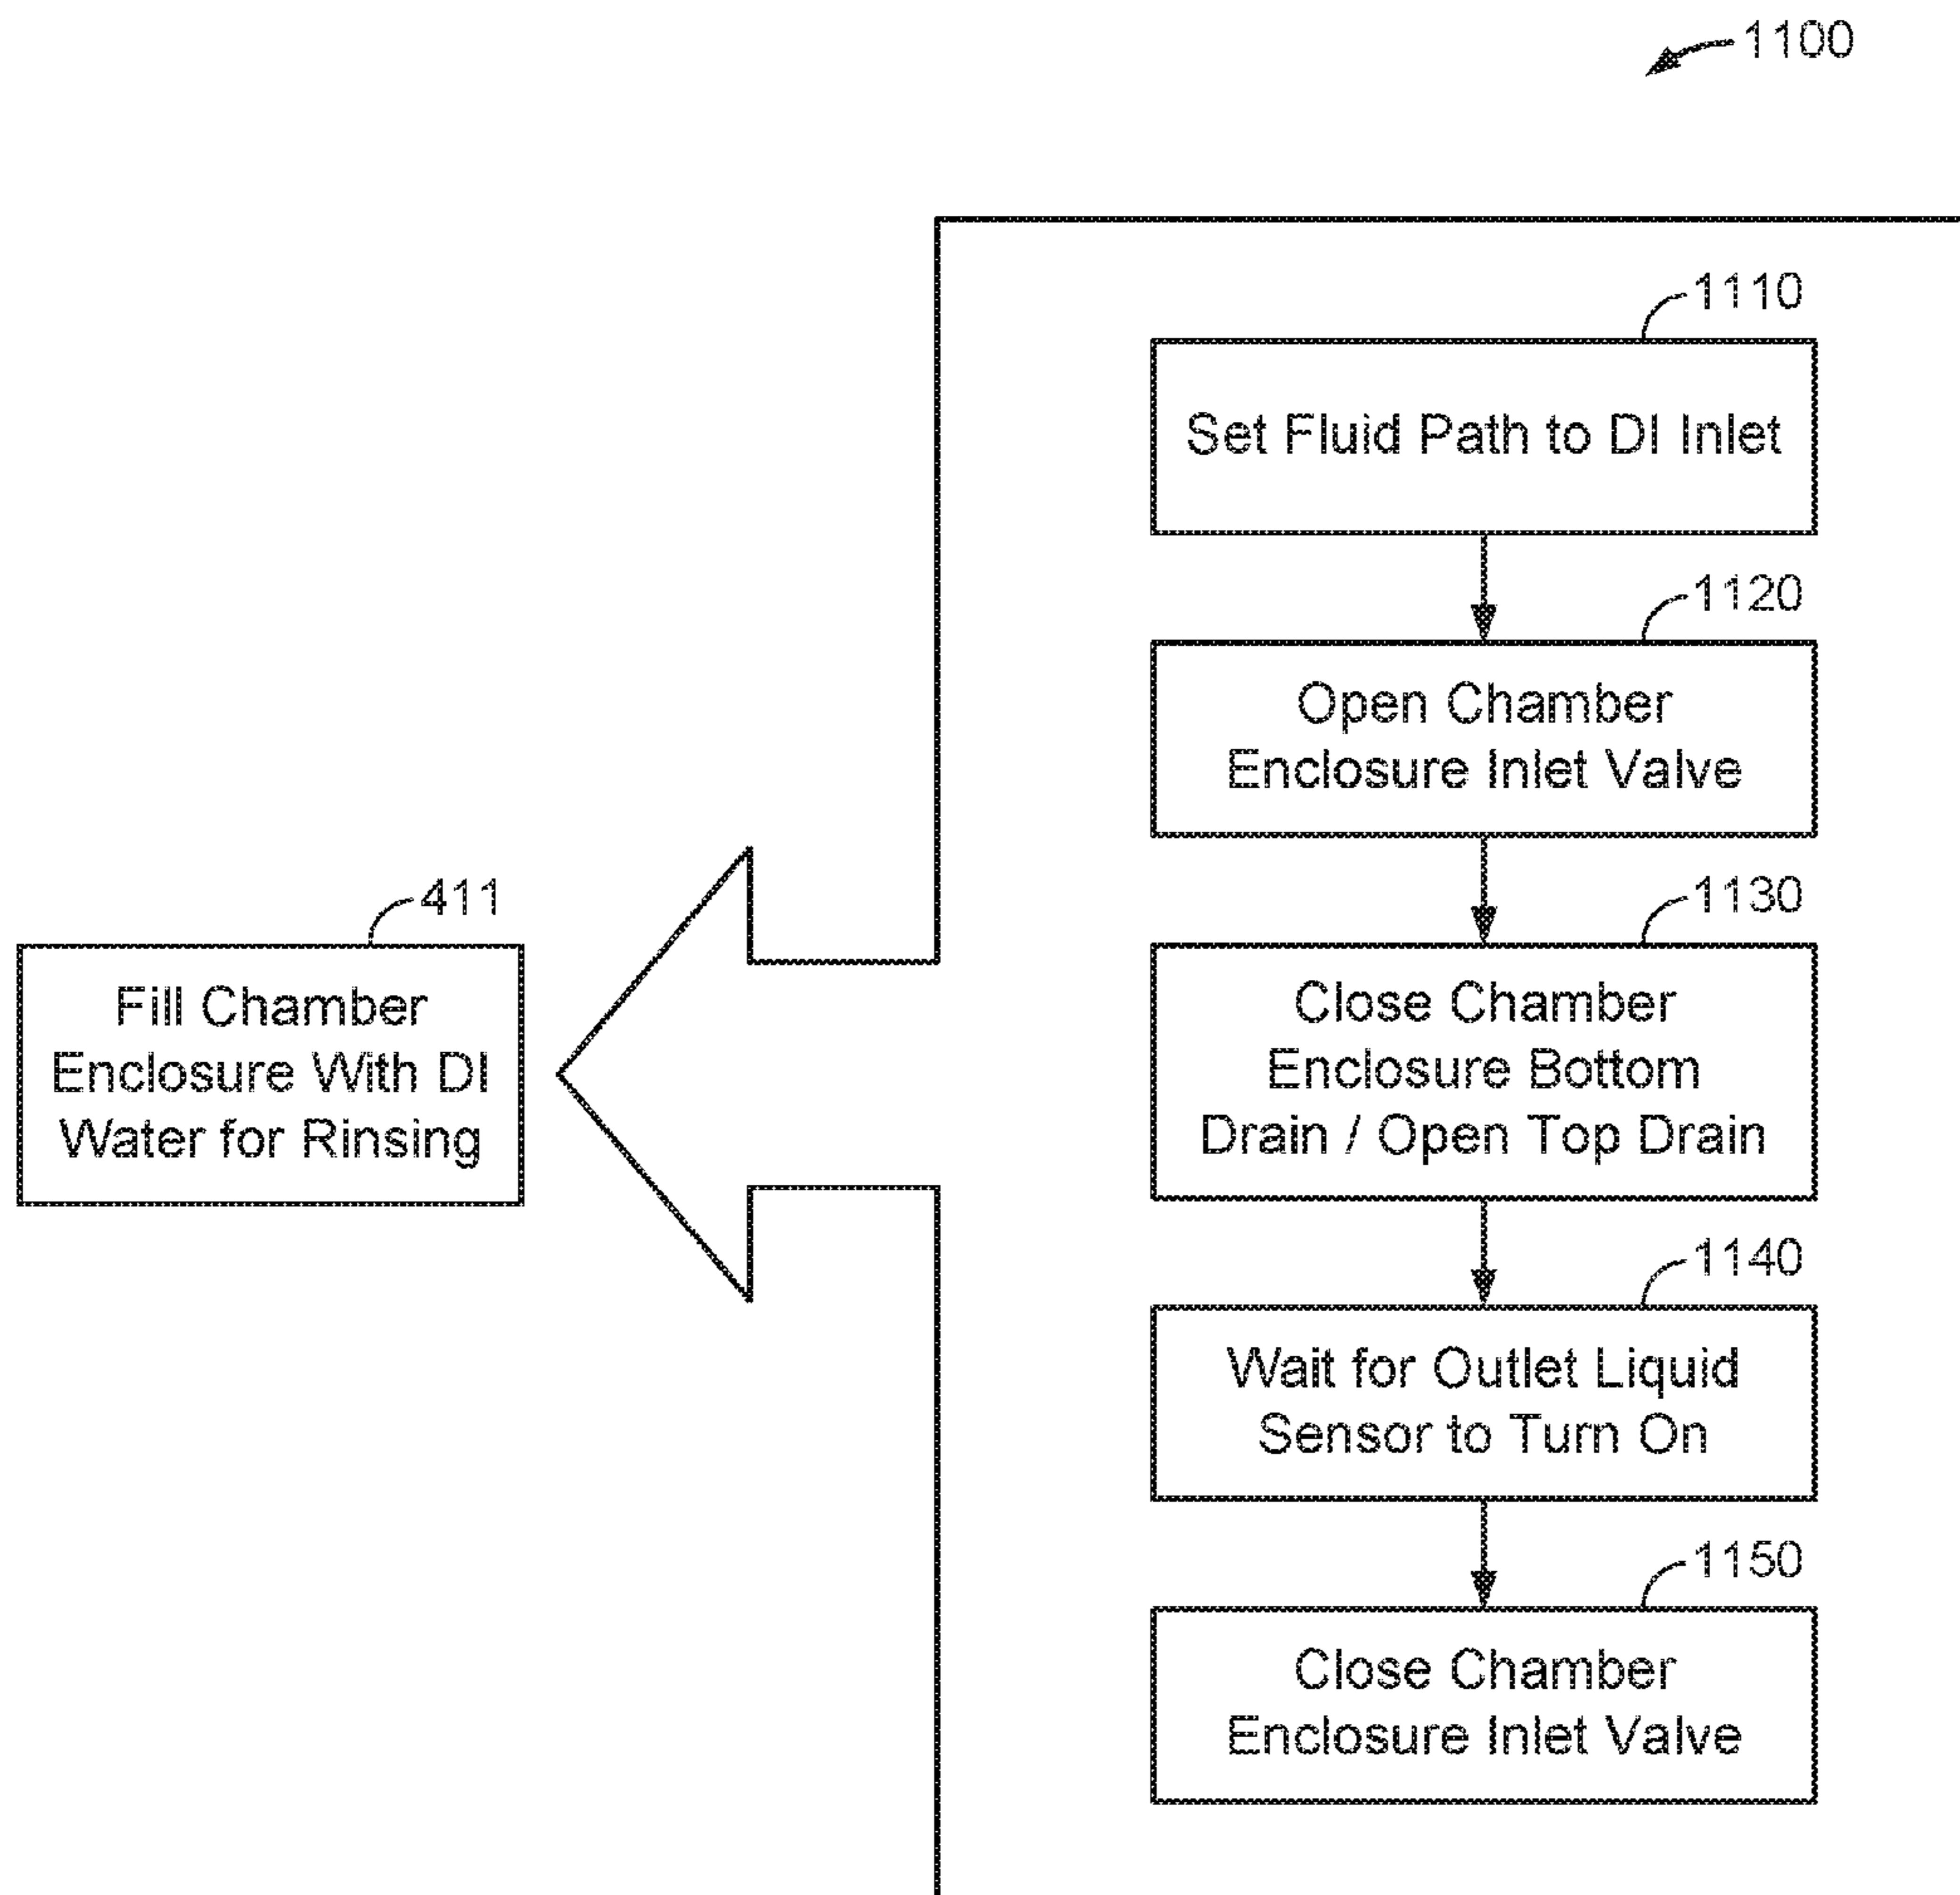 1100
1110
Set Fluid Path to DI Inlet
1120
Open Chamber
Enclosure Inlet Valve
411
Fill Chamber
Enclosure With DI
Water for Rinsing
1130
Close Chamber
Enclosure Bottom
Drain / Open Top Drain
1140
Wait for Outlet Liquid
Sensor to Turn On
1150
Close Chamber
Enclosure Inlet Valve